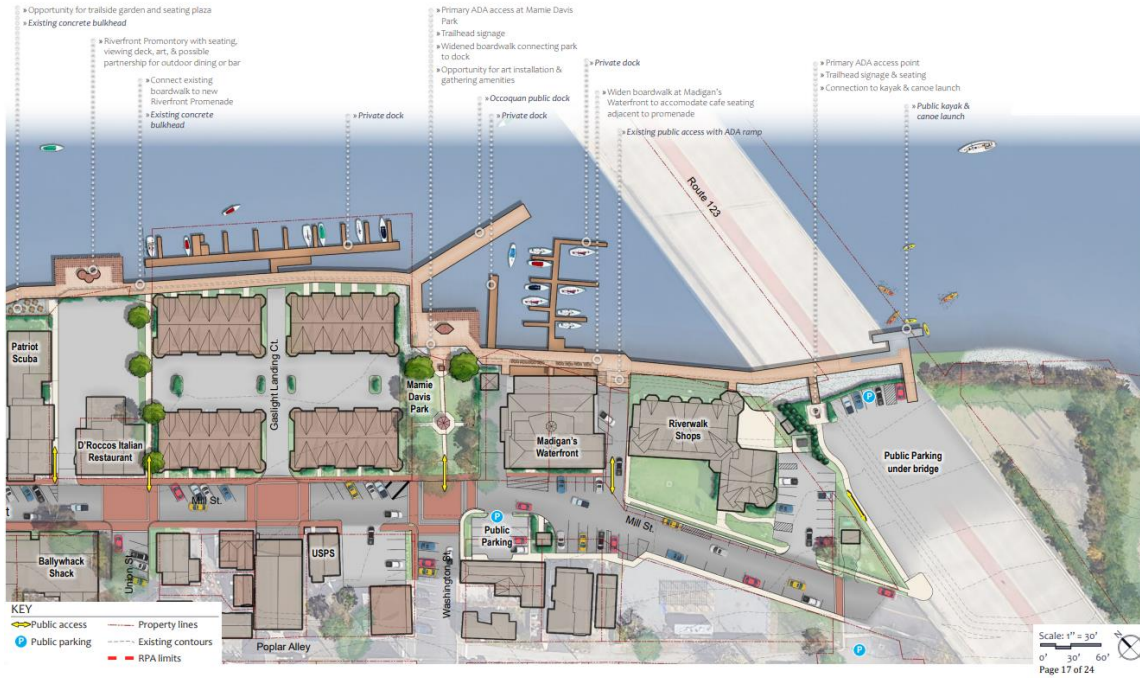 » Opportunity for trailside garden and seating plaza
» Existing concrete bulkhead
» Riverfront Promontory with seating,
viewing deck, art, & possible
partnership for outdoor dining or bar
» Connect existing
boardwalk to new
Riverfront Promenade
» Existing concrete
bulkhead
» Private dock
» Primary ADA access at Mamie Davis
Park
» Trailhead signage
» Widened boardwalk connecting park
to dock
» Opportunity for art installation &
gathering amenities
» Occoquan public dock
» Private dock
» Private dock
» Widen boardwalk at Madigan's
Waterfront to accomodate cafe seating
adjacent to promenade
» Existing public access with ADA ramp
» Primary ADA access point
» Trailhead signage & seating
» Connection to kayak & canoe launch
» Public kayak &
canoe launch
Route 123
Patriot
Scuba
D'Roccos Italian
Restaurant
Gaslight Landing Ct.
Mamie
Davis
Park
Madigan's
Waterfront
Riverwalk
Shops
P
Public Parking
under bridge
t
Mill St.
Mill St.
P
Public
Parking
Ballywhack
Shack
Union St.
USPS
Washington St.
Poplar Alley
P
KEY
Public access
Property lines
P Public parking
Existing contours
RPA limits
Scale: 1" = 30'
0' 30' 60'
N
Page 17 of 24